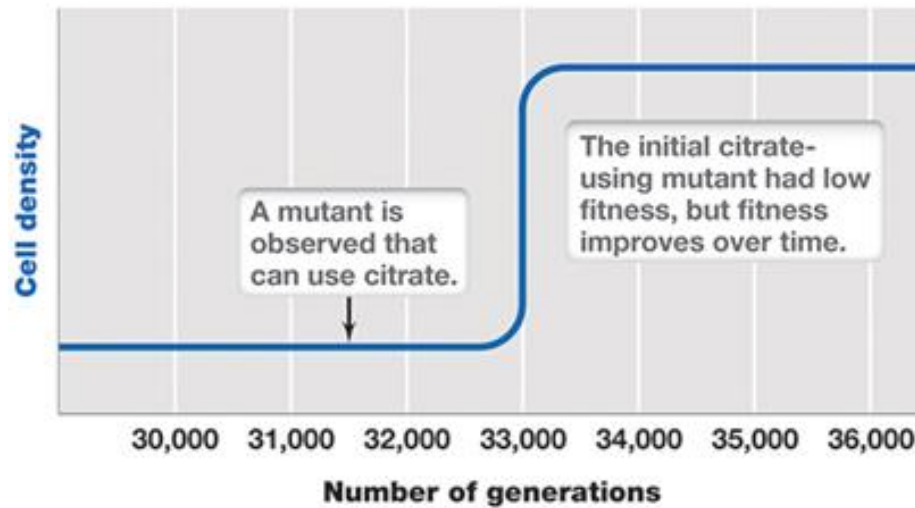 Cell density
A mutant is
observed that
can use citrate.
The initial citrate-
using mutant had low
fitness, but fitness
improves over time.
30,000 31,000 32,000 33,000 34,000 35,000 36,000
Number of generations